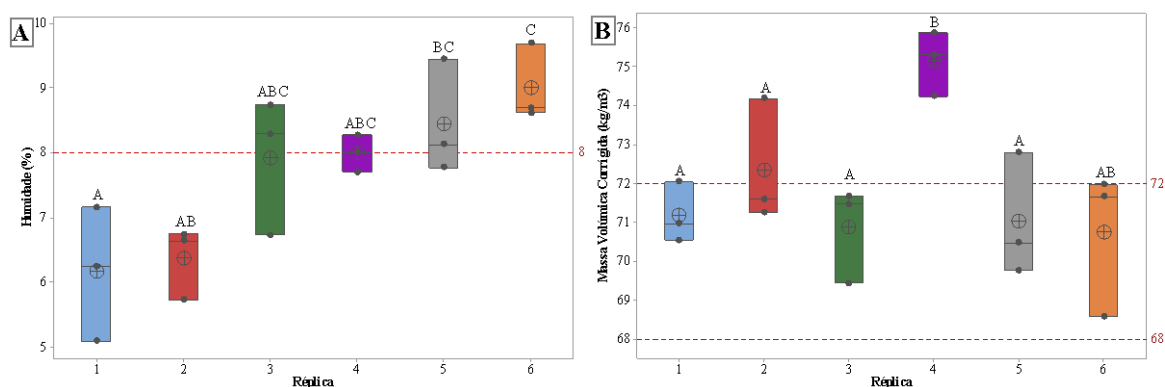 A
10
9
8
7
6
5
Humidade (%)
A
AB
ABC
ABC
BC
C
8
1 2 3 4 5 6
Réplica
B
76
75
74
73
72
71
70
69
68
Massa Volúmica Corrigida (kg/m3)
A
A
A
B
A
AB
72
68
1 2 3 4 5 6
Réplica